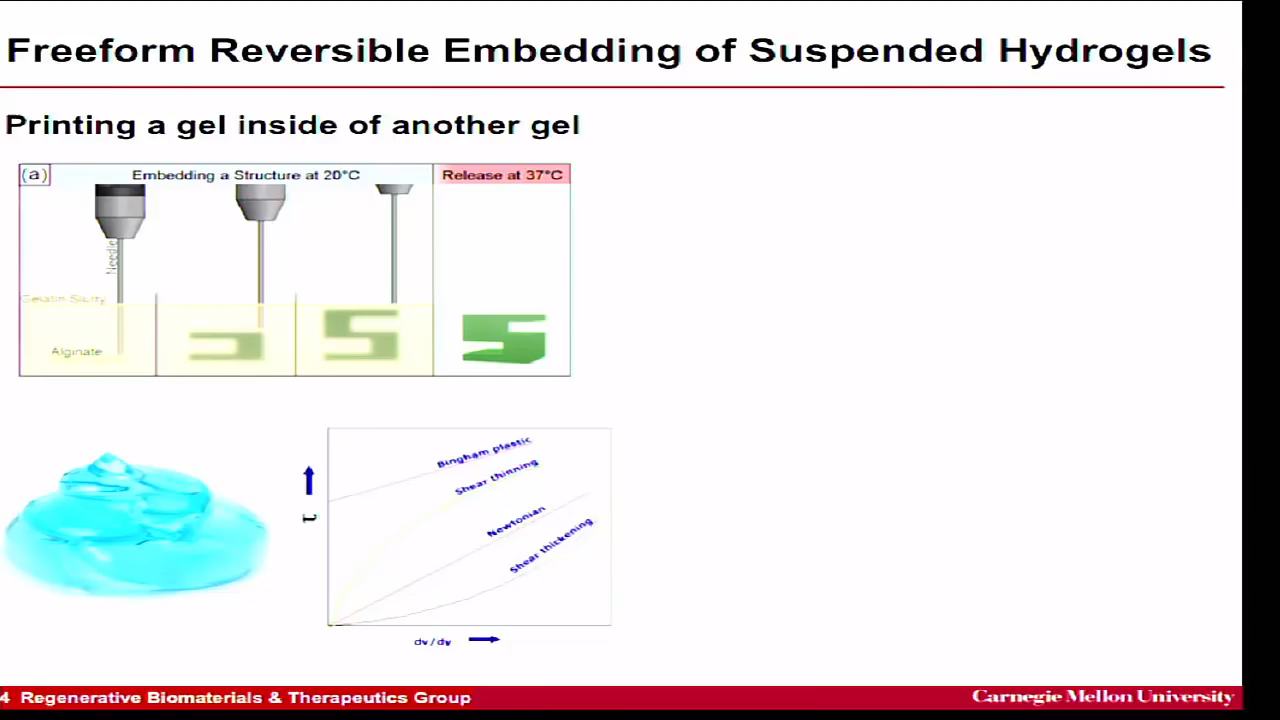 Freeform Reversible Embedding of Suspended Hydrogels
Printing a gel inside of another gel
(a)
Embedding a Structure at 20°C
Release at 37°C
Needle
Gelatin Slurry
Alginate
Bingham plastic
Shear thinning
Newtonian
Shear thickening
τ
dv/dy
4 Regenerative Biomaterials & Therapeutics Group
Carnegie Mellon University